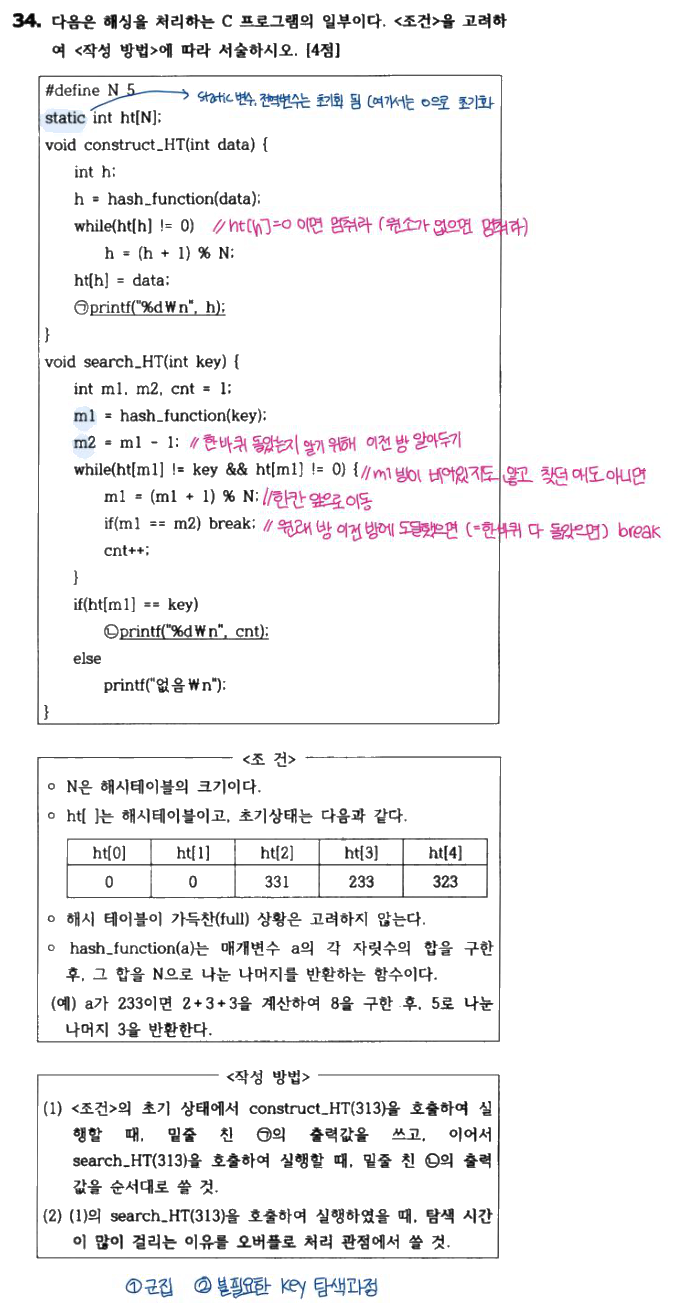 34. 다음은 해싱을 처리하는 C 프로그램의 일부이다. <조건>을 고려하
여 <작성 방법>에 따라 서술하시오. [4점]
#define N 5
static 변수, 전역변수는 초기화 됨 (여기서는 0으로 초기화
static int ht[N];
void construct_HT(int data) {
int h;
h = hash_function(data);
while(ht[h] != 0) // ht[h]=0 이면 멈춰라 (원소가 없으면 멈춰라)
h = (h + 1) % N;
ht[h] = data;
㉠printf("%d₩n", h);
}
void search_HT(int key) {
int m1, m2, cnt = 1;
m1 = hash_function(key);
m2 = m1 - 1; // 한바퀴 돌았는지 알기 위해 이전 방 알아두기
while(ht[m1] != key && ht[m1] != 0) { // m1 방이 비어있지도 않고 찾던 애도 아니면
m1 = (m1 + 1) % N; // 한칸 앞으로 이동
if(m1 == m2) break; // 원래 방 이전 방에 도달했으면 (=한바퀴 다 돌았으면) break
cnt++;
}
if(ht[m1] == key)
㉡printf("%d₩n", cnt);
else
printf("없음₩n");
}
<조 건>
○ N은 해시테이블의 크기이다.
○ ht[ ]는 해시테이블이고, 초기상태는 다음과 같다.
ht[0] ht[1] ht[2] ht[3] ht[4]
0 0 331 233 323
○ 해시 테이블이 가득찬(full) 상황은 고려하지 않는다.
○ hash_function(a)는 매개변수 a의 각 자릿수의 합을 구한
후, 그 합을 N으로 나눈 나머지를 반환하는 함수이다.
(예) a가 233이면 2+3+3을 계산하여 8을 구한 후, 5로 나눈
나머지 3을 반환한다.
<작성 방법>
(1) <조건>의 초기 상태에서 construct_HT(313)을 호출하여 실
행할 때, 밑줄 친 ㉠의 출력값을 쓰고, 이어서
search_HT(313)을 호출하여 실행할 때, 밑줄 친 ㉡의 출력
값을 순서대로 쓸 것.
(2) (1)의 search_HT(313)을 호출하여 실행하였을 때, 탐색 시간
이 많이 걸리는 이유를 오버플로 처리 관점에서 쓸 것.
① 군집 ② 불필요한 key 탐색과정